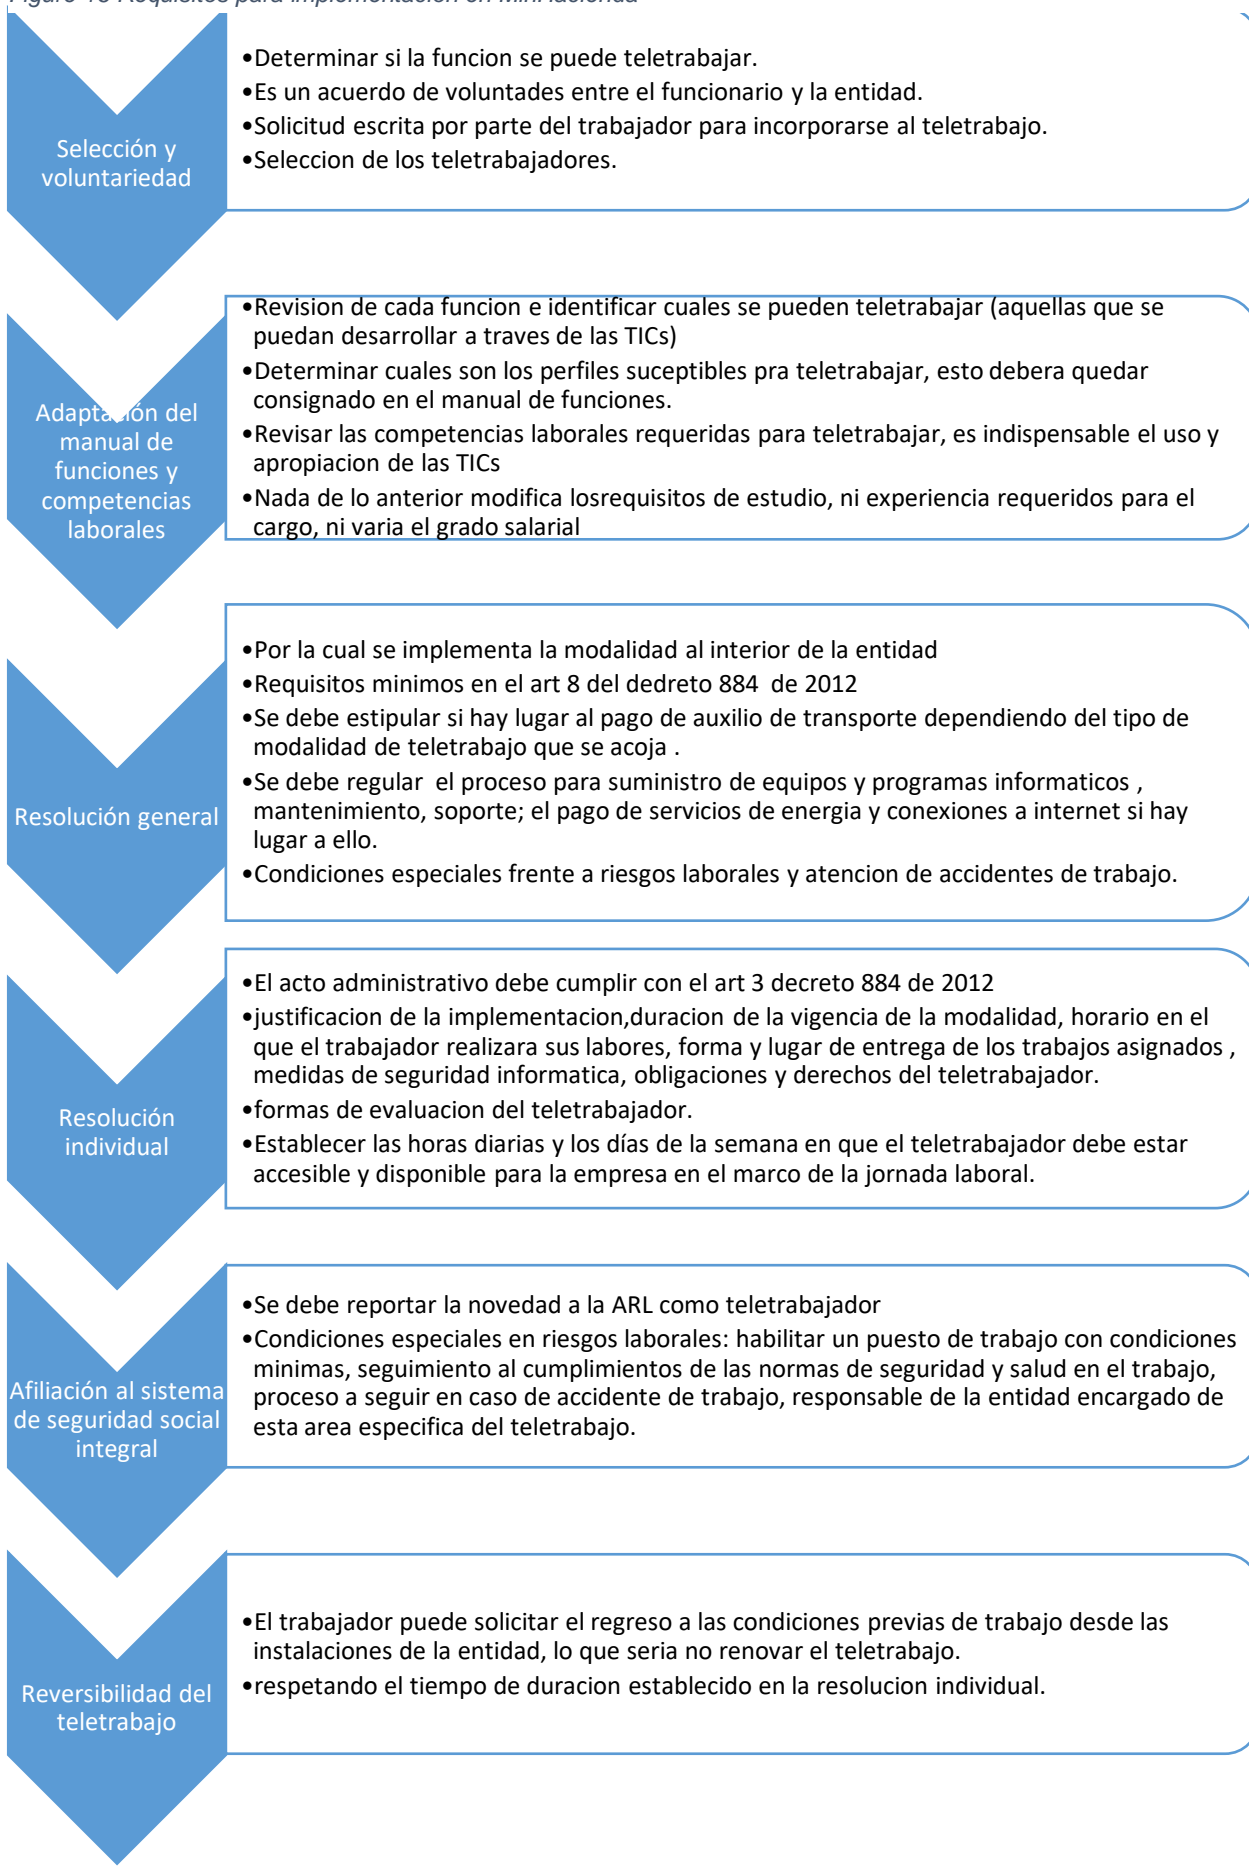 Selección y
voluntariedad
•Determinar si la funcion se puede teletrabajar.
•Es un acuerdo de voluntades entre el funcionario y la entidad.
•Solicitud escrita por parte del trabajador para incorporarse al teletrabajo.
•Seleccion de los teletrabajadores.
Adaptación del
manual de
funciones y
competencias
laborales
•Revision de cada funcion e identificar cuales se pueden teletrabajar (aquellas que se
puedan desarrollar a traves de las TICs)
•Determinar cuales son los perfiles suceptibles pra teletrabajar, esto debera quedar
consignado en el manual de funciones.
•Revisar las competencias laborales requeridas para teletrabajar, es indispensable el uso y
apropiacion de las TICs
•Nada de lo anterior modifica losrequisitos de estudio, ni experiencia requeridos para el
cargo, ni varia el grado salarial
Resolución general
•Por la cual se implementa la modalidad al interior de la entidad
•Requisitos minimos en el art 8 del dedreto 884 de 2012
•Se debe estipular si hay lugar al pago de auxilio de transporte dependiendo del tipo de
modalidad de teletrabajo que se acoja .
•Se debe regular el proceso para suministro de equipos y programas informaticos ,
mantenimiento, soporte; el pago de servicios de energia y conexiones a internet si hay
lugar a ello.
•Condiciones especiales frente a riesgos laborales y atencion de accidentes de trabajo.
Resolución
individual
•El acto administrativo debe cumplir con el art 3 decreto 884 de 2012
•justificacion de la implementacion,duracion de la vigencia de la modalidad, horario en el
que el trabajador realizara sus labores, forma y lugar de entrega de los trabajos asignados ,
medidas de seguridad informatica, obligaciones y derechos del teletrabajador.
•formas de evaluacion del teletrabajador.
•Establecer las horas diarias y los días de la semana en que el teletrabajador debe estar
accesible y disponible para la empresa en el marco de la jornada laboral.
Afiliación al sistema
de seguridad social
integral
•Se debe reportar la novedad a la ARL como teletrabajador
•Condiciones especiales en riesgos laborales: habilitar un puesto de trabajo con condiciones
minimas, seguimiento al cumplimientos de las normas de seguridad y salud en el trabajo,
proceso a seguir en caso de accidente de trabajo, responsable de la entidad encargado de
esta area especifica del teletrabajo.
Reversibilidad del
teletrabajo
•El trabajador puede solicitar el regreso a las condiciones previas de trabajo desde las
instalaciones de la entidad, lo que seria no renovar el teletrabajo.
•respetando el tiempo de duracion establecido en la resolucion individual.